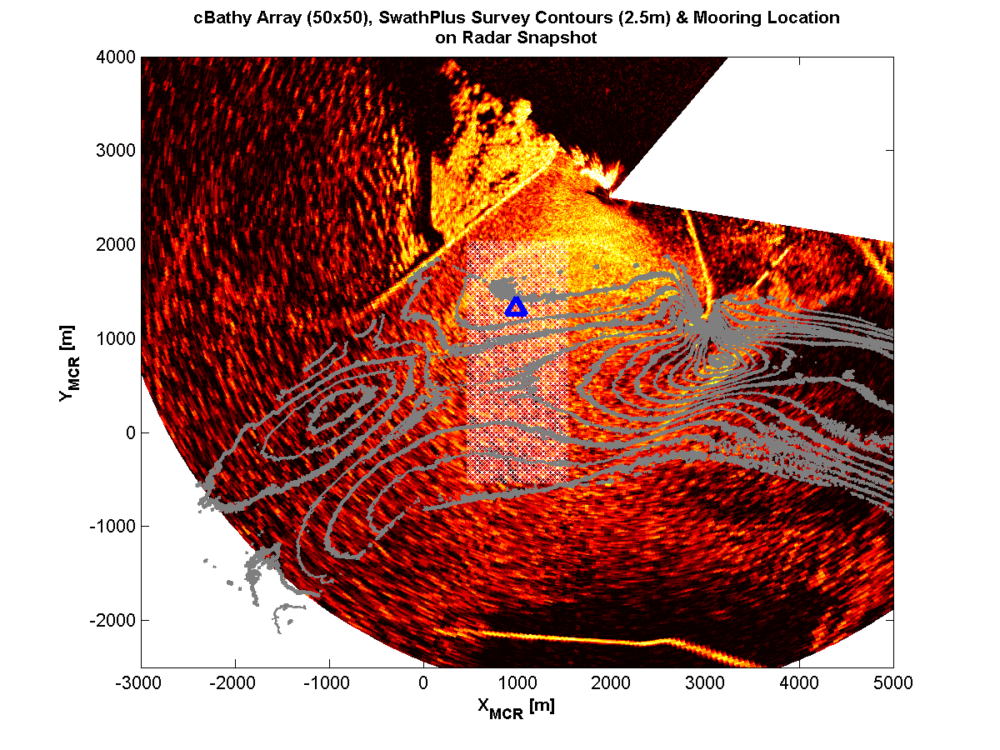 cBathy Array (50x50), SwathPlus Survey Contours (2.5m) & Mooring Location
on Radar Snapshot
4000
3000
2000
1000
0
-1000
-2000
Y_MCR [m]
-3000 -2000 -1000 0 1000 2000 3000 4000 5000
X_MCR [m]